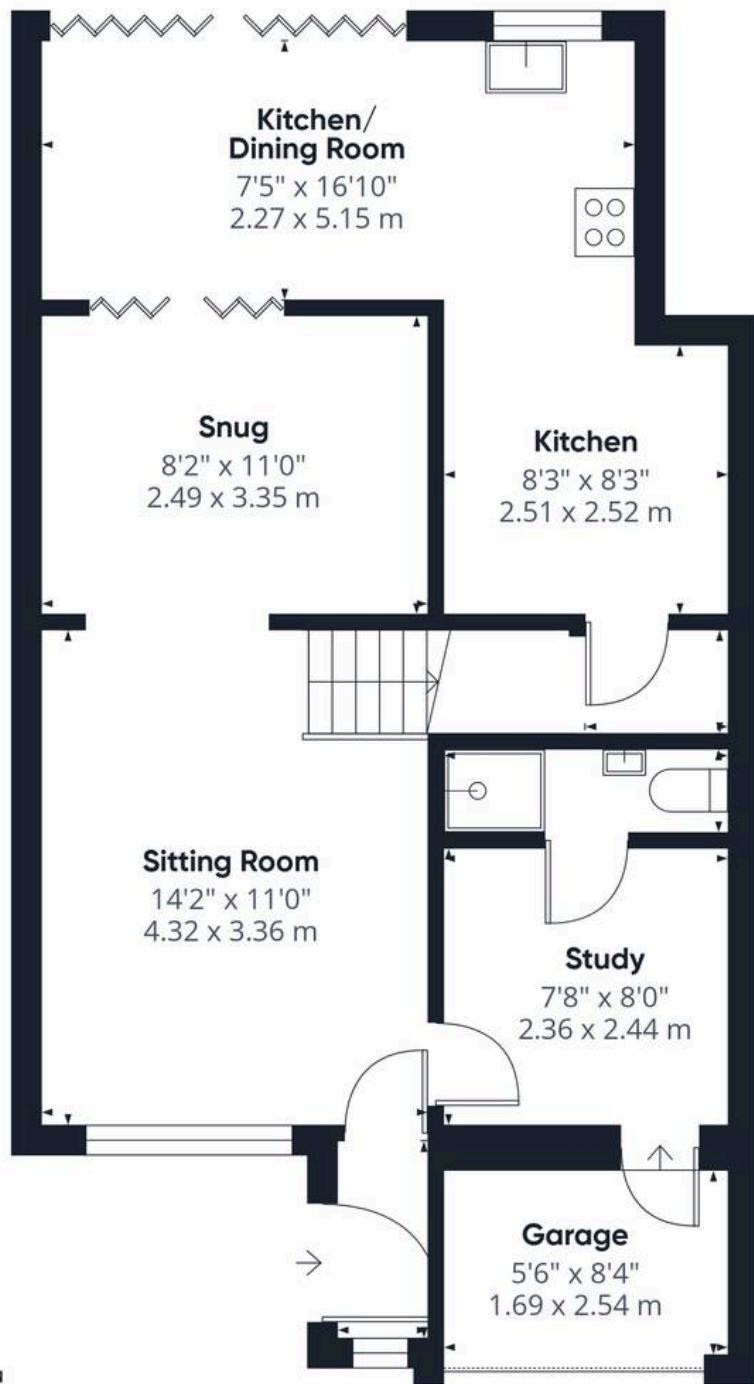 Kitchen/
Dining Room
7'5" x 16'10"
2.27 x 5.15 m
Snug
8'2" x 11'0"
2.49 x 3.35 m
Kitchen
8'3" x 8'3"
2.51 x 2.52 m
Sitting Room
14'2" x 11'0"
4.32 x 3.36 m
Study
7'8" x 8'0"
2.36 x 2.44 m
Garage
5'6" x 8'4"
1.69 x 2.54 m